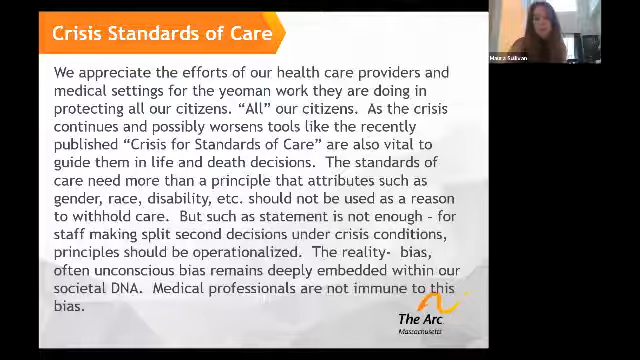 Crisis Standards of Care
We appreciate the efforts of our health care providers and
medical settings for the yeoman work they are doing in
protecting all our citizens. “All” our citizens. As the crisis
continues and possibly worsens tools like the recently
published “Crisis for Standards of Care” are also vital to
guide them in life and death decisions. The standards of
care need more than a principle that attributes such as
gender, race, disability, etc. should not be used as a reason
to withhold care. But such as statement is not enough – for
staff making split second decisions under crisis conditions,
principles should be operationalized. The reality- bias,
often unconscious bias remains deeply embedded within our
societal DNA. Medical professionals are not immune to this
bias.
The Arc
Massachusetts
Maura Sullivan